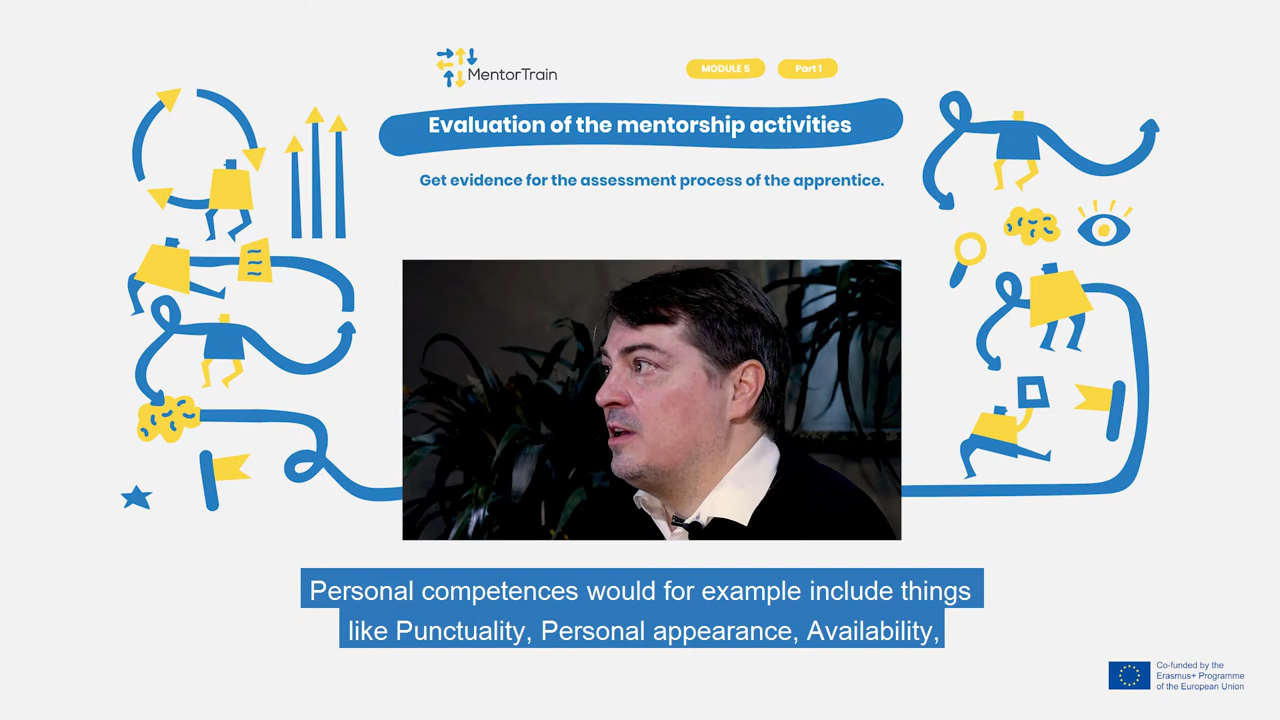 MentorTrain
MODULE 5
Part 1
Evaluation of the mentorship activities
Get evidence for the assessment process of the apprentice.
Personal competences would for example include things
like Punctuality, Personal appearance, Availability,
Co-funded by the
Erasmus+ Programme
of the European Union